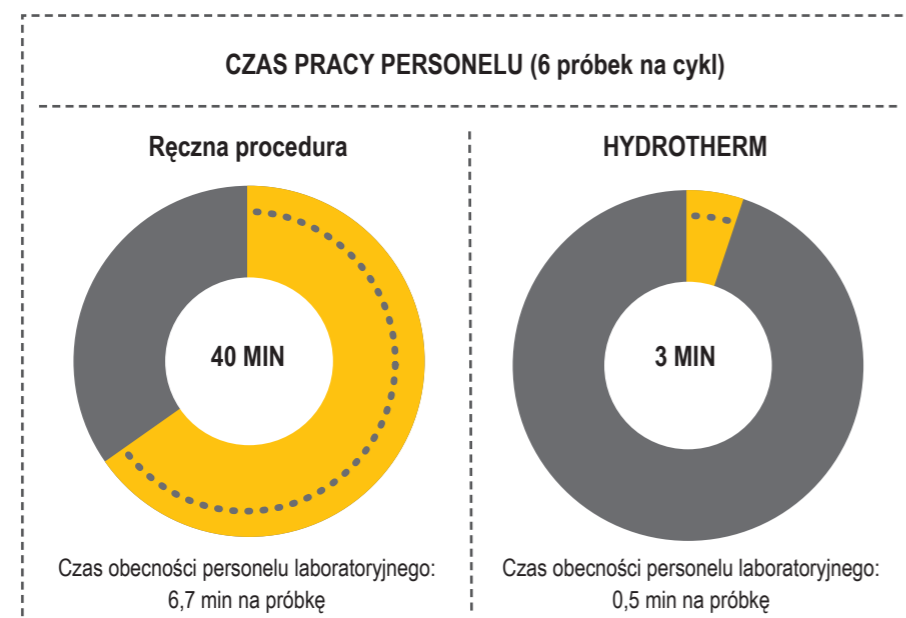 CZAS PRACY PERSONELU (6 próbek na cykl)
Ręczna procedura
40 MIN
Czas obecności personelu laboratoryjnego:
6,7 min na próbkę
HYDROTHERM
3 MIN
Czas obecności personelu laboratoryjnego:
0,5 min na próbkę